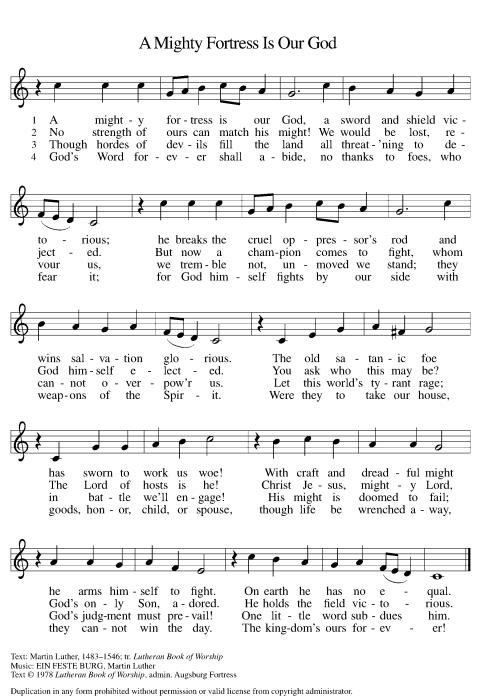 A Mighty Fortress Is Our God
1 A might - y for - tress is our God, a sword and shield vic -
2 No strength of ours can match his might! We would be lost, re -
3 Though hordes of dev - ils fill the land all threat - 'ning to de -
4 God's Word for - ev - er shall a - bide, no thanks to foes, who
to - rious; he breaks the cruel op - pres - sor's rod and
ject - ed. But now a cham - pion comes to fight, whom
vour us, we trem - ble not, un - moved we stand; they
fear it; for God him - self fights by our side with
wins sal - va - tion glo - rious. The old sa - tan - ic foe
God him - self e - lect - ed. You ask who this may be?
can - not o - ver - pow'r us. Let this world's ty - rant rage;
weap - ons of the Spir - it. Were they to take our house,
has sworn to work us woe! With craft and dread - ful might
The Lord of hosts is he! Christ Je - sus, might - y Lord,
in bat - tle we'll en - gage! His might is doomed to fail;
goods, hon - or, child, or spouse, though life be wrenched a - way,
he arms him - self to fight. On earth he has no e - qual.
God's on - ly Son, a - dored. He holds the field vic - to - rious.
God's judg - ment must pre - vail! One lit - tle word sub - dues him.
they can - not win the day. The king - dom's ours for - ev - er!
Text: Martin Luther, 1483–1546; tr. Lutheran Book of Worship
Music: EIN FESTE BURG, Martin Luther
Text © 1978 Lutheran Book of Worship, admin. Augsburg Fortress
Duplication in any form prohibited without permission or valid license from copyright administrator.